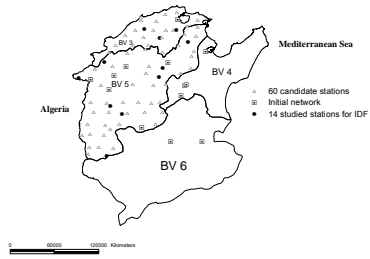 BV 3
Mediterranean Sea
BV 4
BV 5
60 candidate stations
Initial network
14 studied stations for IDF
Algeria
BV 6
0 60000 120000 Kilometers